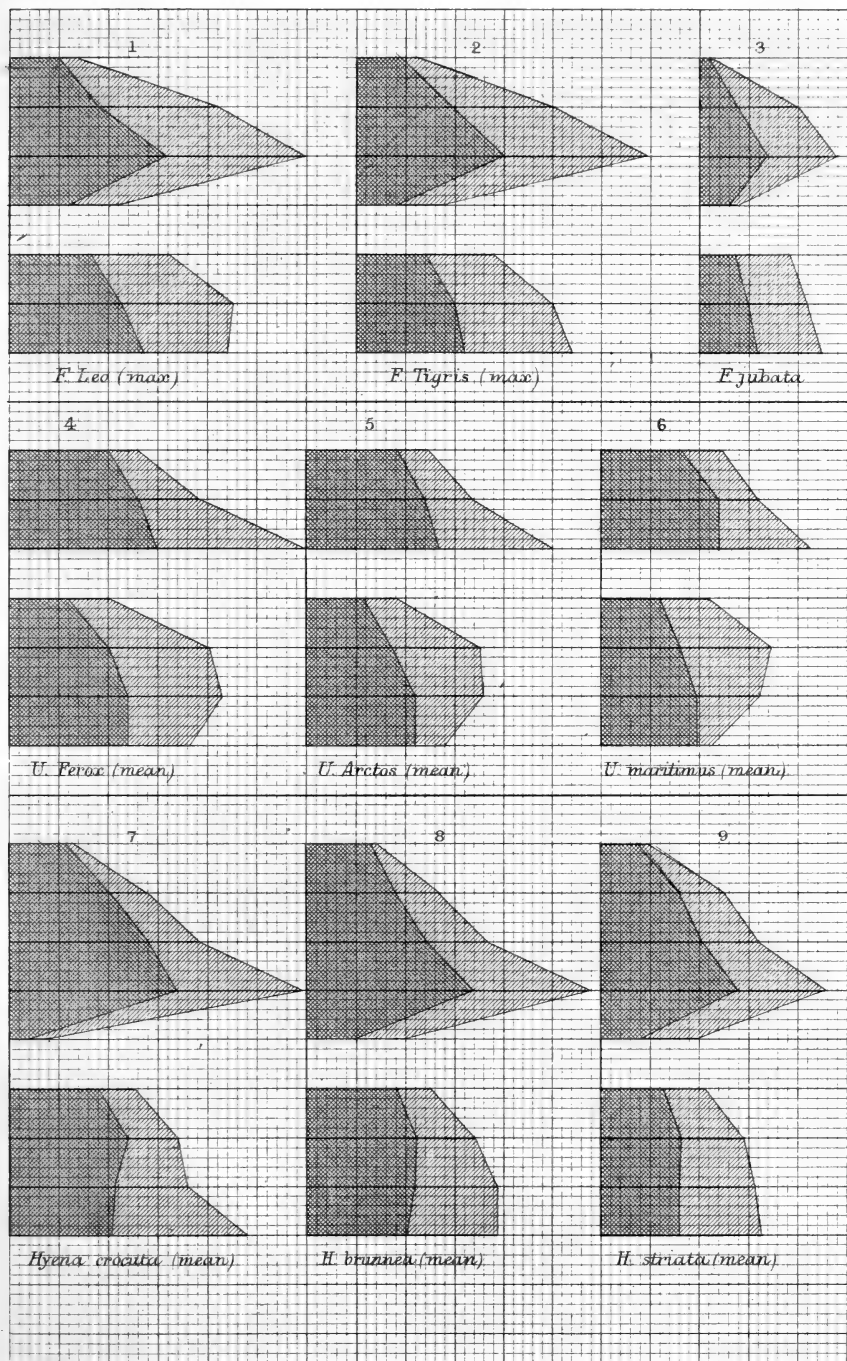 1 2 3
F. Leo (max) F. Tigris (max) F. jubata
4 5 6
U. Ferox (mean) U. Arctos (mean) U. maritimus (mean)
7 8 9
Hyena crocuta (mean) H. brunnea (mean) H. striata (mean)